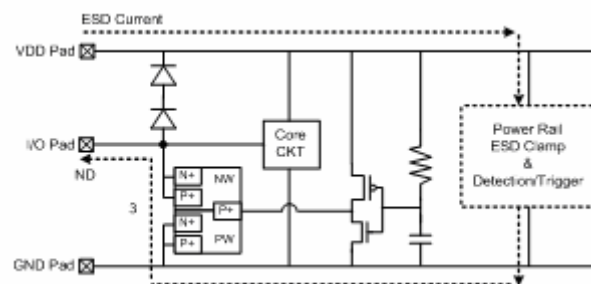 ESD Current
VDD Pad
I/O Pad
ND
3
GND Pad
N+
P+
NW
P+
N+
P+
PW
Core
CKT
Power Rail
ESD Clamp
&
Detection/Trigger